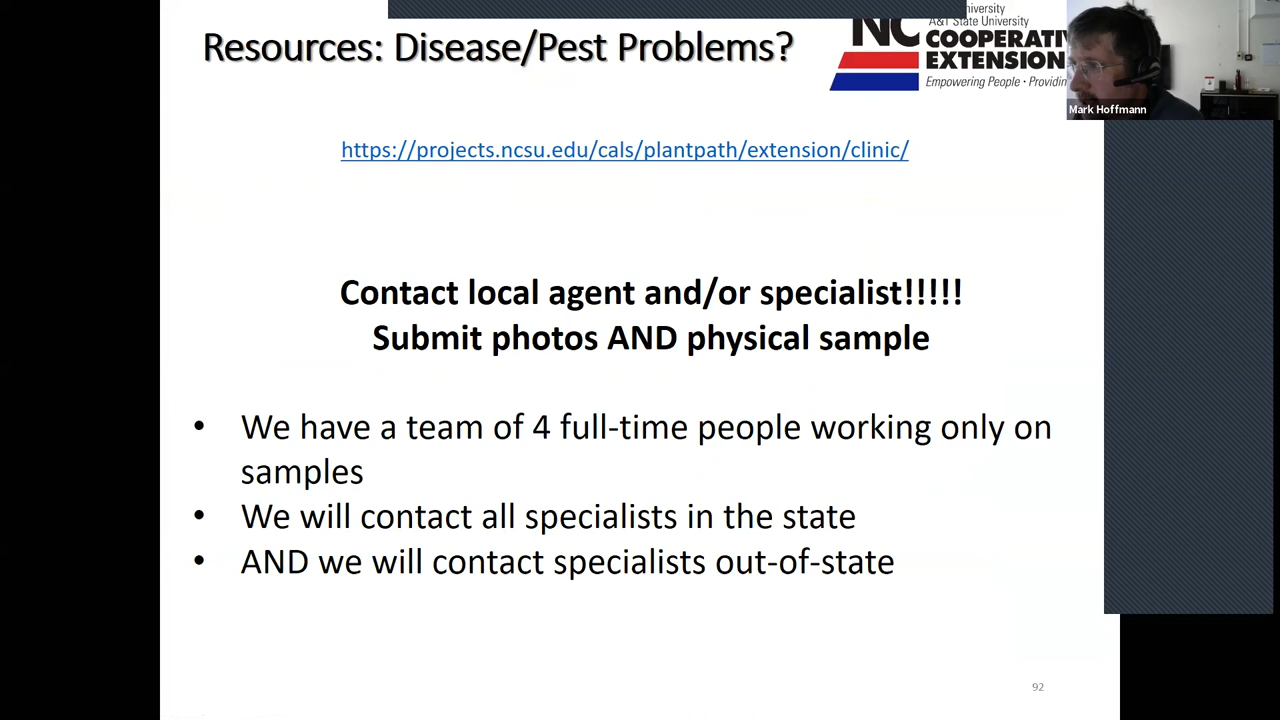 University
A&T State University
Resources: Disease/Pest Problems?
NC
COOPERATIV
EXTENSION
Empowering People • Providin
Mark Hoffmann
https://projects.ncsu.edu/cals/plantpath/extension/clinic/
Contact local agent and/or specialist!!!!!
Submit photos AND physical sample
• We have a team of 4 full-time people working only on
samples
• We will contact all specialists in the state
• AND we will contact specialists out-of-state
92